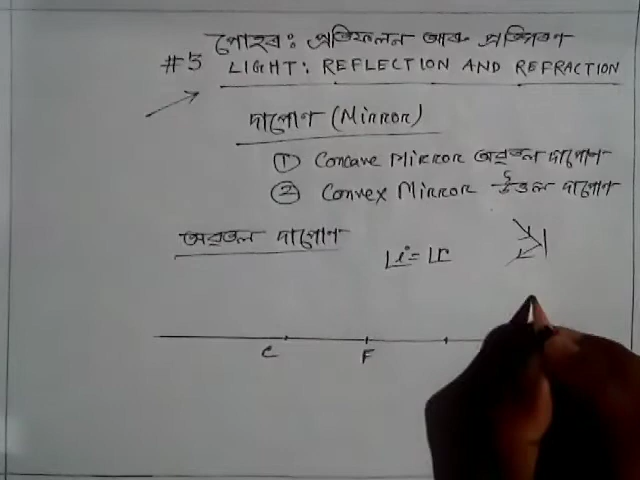 পোহৰ: প্ৰতিফলন আৰু প্ৰতিসৰণ
#5 LIGHT: REFLECTION AND REFRACTION
দাপোণ (Mirror)
① Concave Mirror অৱতল দাপোণ
② Convex Mirror উত্তল দাপোণ
অৱতল দাপোণ
∠i = ∠r
C F